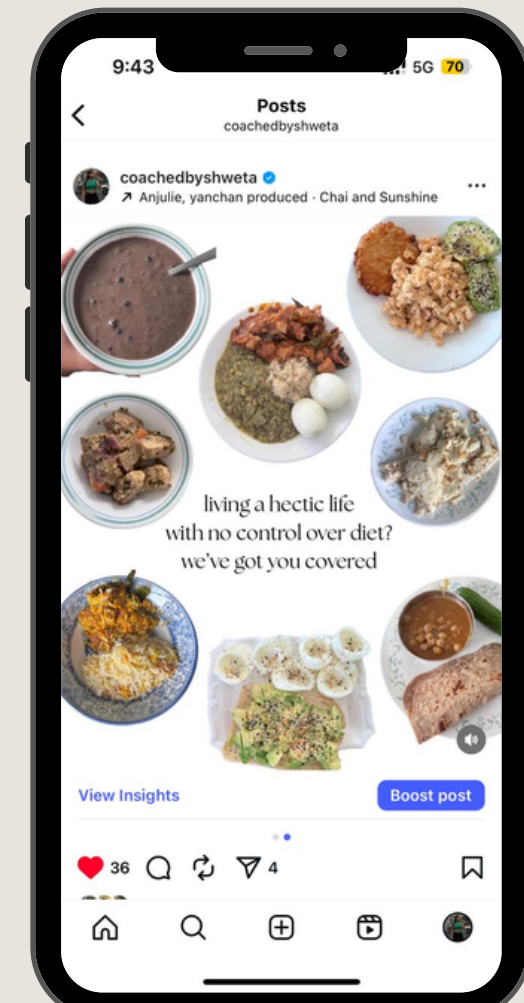 9:43
5G 70
Posts
coachedbyshweta
coachedbyshweta
Anjulie, yanchan produced · Chai and Sunshine
living a hectic life
with no control over diet?
we've got you covered
View Insights
Boost post
36
4